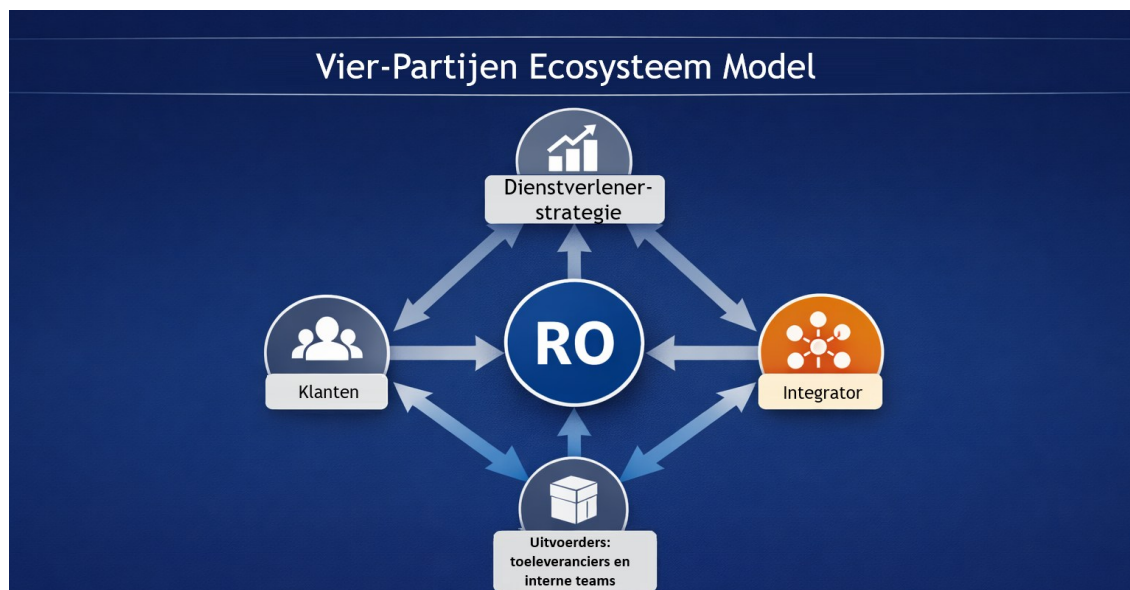 Vier-Partijen Ecosysteem Model
Dienstverlener-
strategie
RO
Klanten
Integrator
Uitvoerders:
toeleveranciers en
interne teams